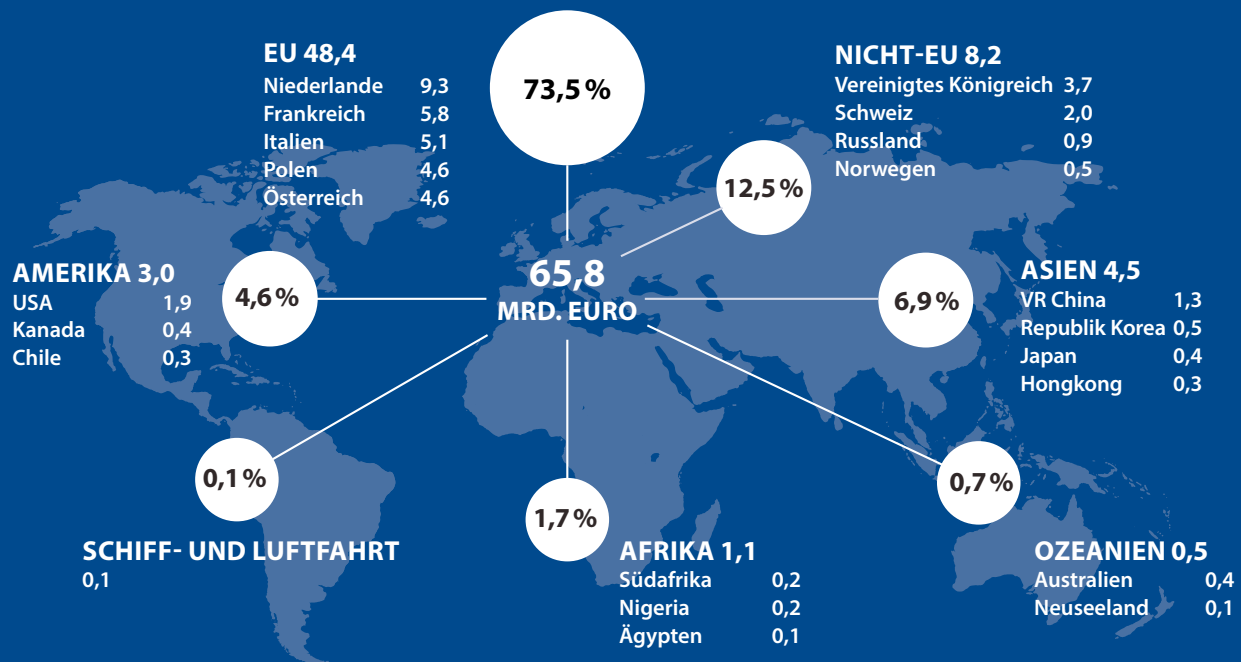 EU 48,4
Niederlande 9,3
Frankreich 5,8
Italien 5,1
Polen 4,6
Österreich 4,6
73,5 %
NICHT-EU 8,2
Vereinigtes Königreich 3,7
Schweiz 2,0
Russland 0,9
Norwegen 0,5
12,5 %
AMERIKA 3,0
USA 1,9
Kanada 0,4
Chile 0,3
4,6 %
65,8
MRD. EURO
6,9 %
ASIEN 4,5
VR China 1,3
Republik Korea 0,5
Japan 0,4
Hongkong 0,3
0,1 %
SCHIFF- UND LUFTFAHRT
0,1
1,7 %
AFRIKA 1,1
Südafrika 0,2
Nigeria 0,2
Ägypten 0,1
0,7 %
OZEANIEN 0,5
Australien 0,4
Neuseeland 0,1